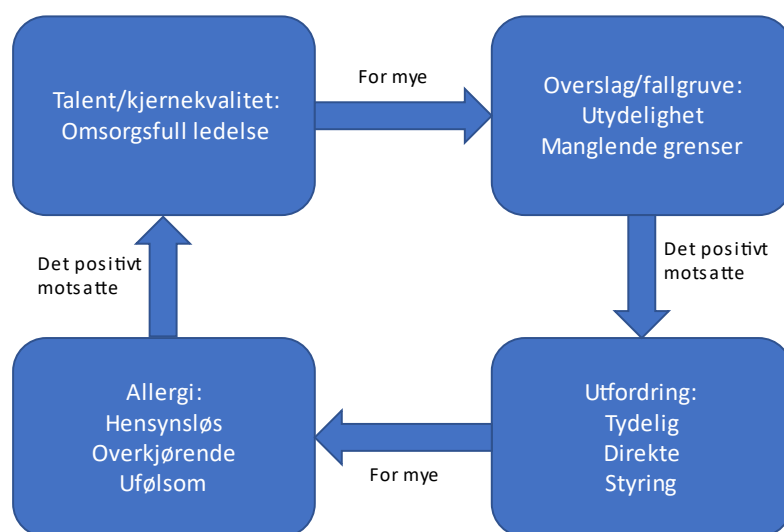 Talent/kjernekvalitet:
Omsorgsfull ledelse
For mye
Overslag/fallgruve:
Utydelighet
Manglende grenser
Det positivt
motsatte
Det positivt
motsatte
Allergi:
Hensynsløs
Overkjørende
Ufølsom
For mye
Utfordring:
Tydelig
Direkte
Styring